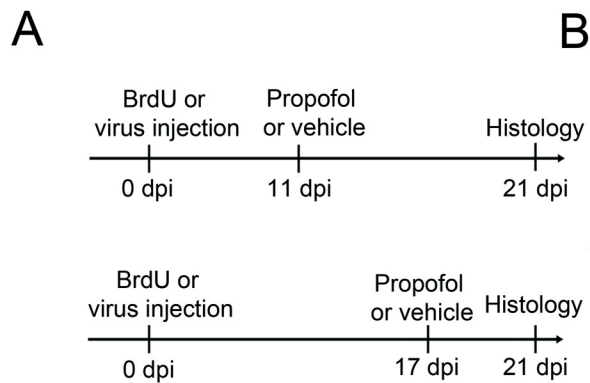 A
B
BrdU or
virus injection
Propofol
or vehicle
Histology
0 dpi
11 dpi
21 dpi
BrdU or
virus injection
Propofol
or vehicle
Histology
0 dpi
17 dpi
21 dpi